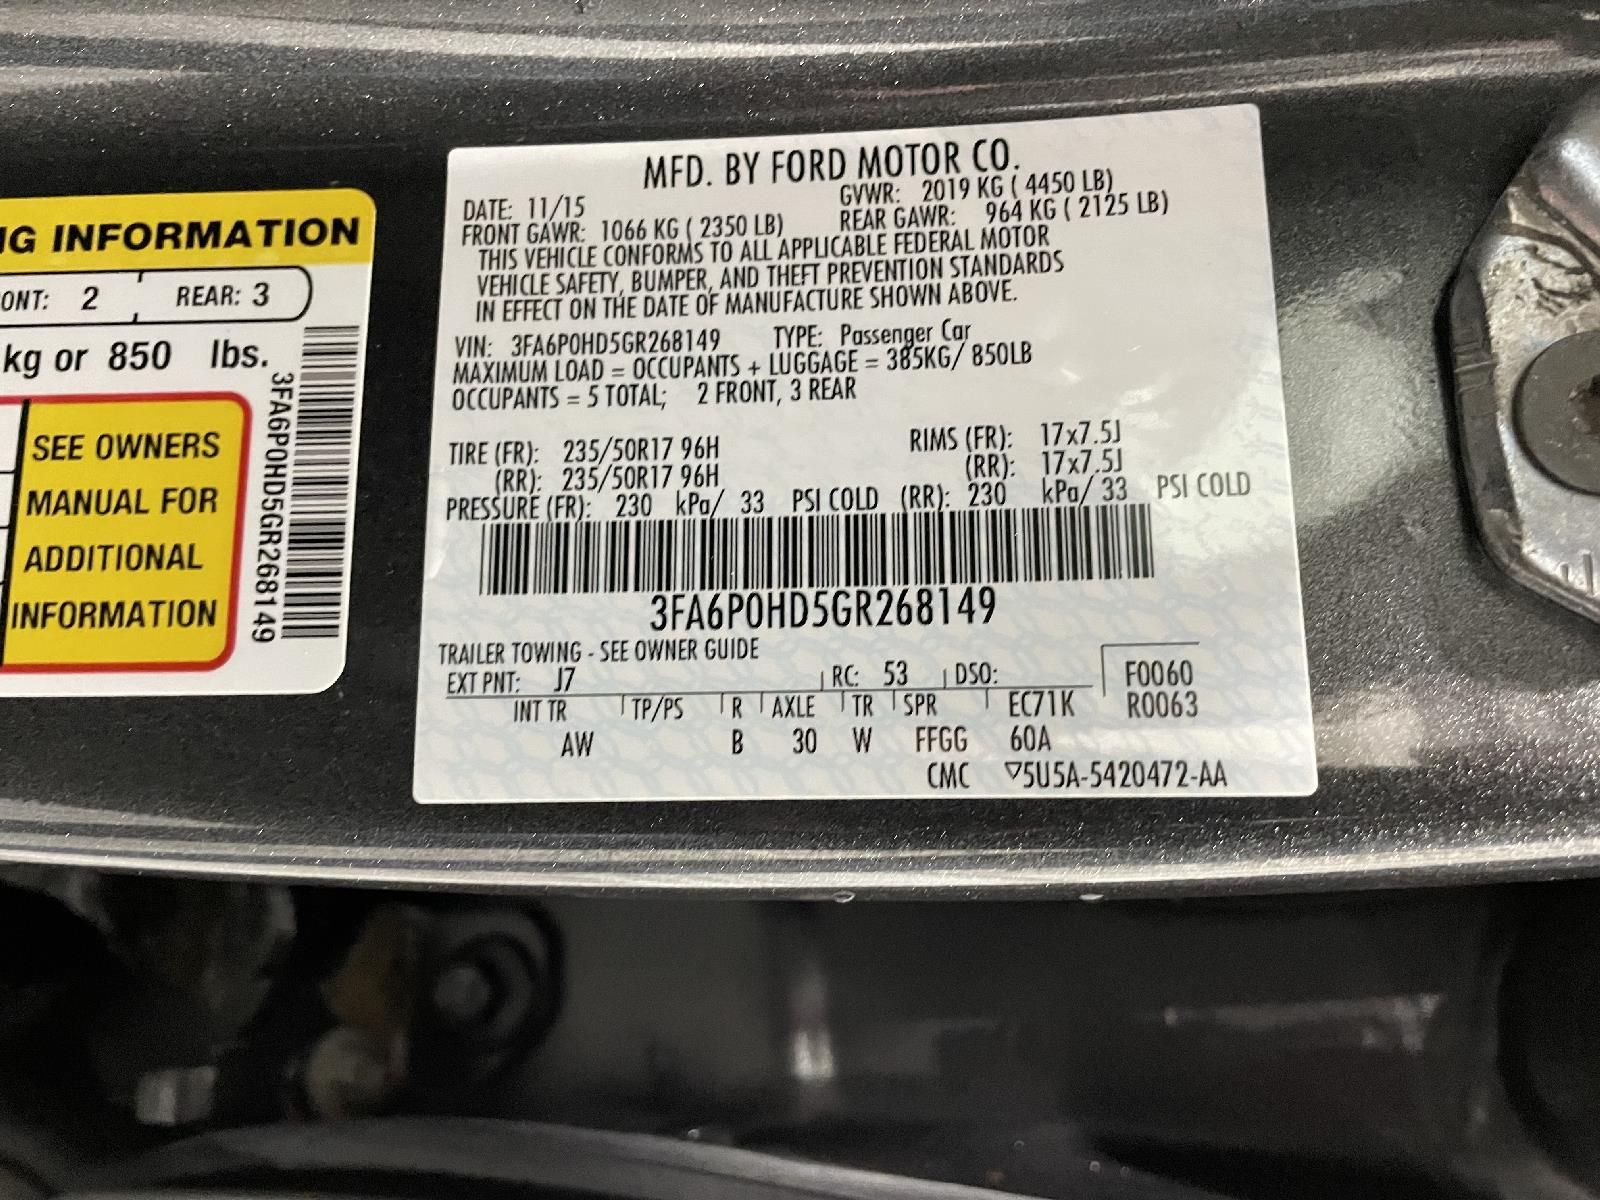 NG INFORMATION
ONT: 2 REAR: 3
kg or 850 lbs.
SEE OWNERS
MANUAL FOR
ADDITIONAL
INFORMATION
3FA6P0HD5GR268149
MFD. BY FORD MOTOR CO.
DATE: 11/15 GVWR: 2019 KG ( 4450 LB)
FRONT GAWR: 1066 KG ( 2350 LB) REAR GAWR: 964 KG ( 2125 LB)
THIS VEHICLE CONFORMS TO ALL APPLICABLE FEDERAL MOTOR
VEHICLE SAFETY, BUMPER, AND THEFT PREVENTION STANDARDS
IN EFFECT ON THE DATE OF MANUFACTURE SHOWN ABOVE.
VIN: 3FA6P0HD5GR268149 TYPE: Passenger Car
MAXIMUM LOAD = OCCUPANTS + LUGGAGE = 385KG/ 850LB
OCCUPANTS = 5 TOTAL; 2 FRONT, 3 REAR
TIRE (FR): 235/50R17 96H RIMS (FR): 17x7.5J
(RR): 235/50R17 96H (RR): 17x7.5J
PRESSURE (FR): 230 kPa/ 33 PSI COLD (RR): 230 kPa/ 33 PSI COLD
3FA6P0HD5GR268149
TRAILER TOWING - SEE OWNER GUIDE
EXT PNT: J7 RC: 53 DSO: F0060
INT TR TP/PS R AXLE TR SPR EC71K R0063
AW B 30 W FFGG 60A
CMC ▽5U5A-5420472-AA